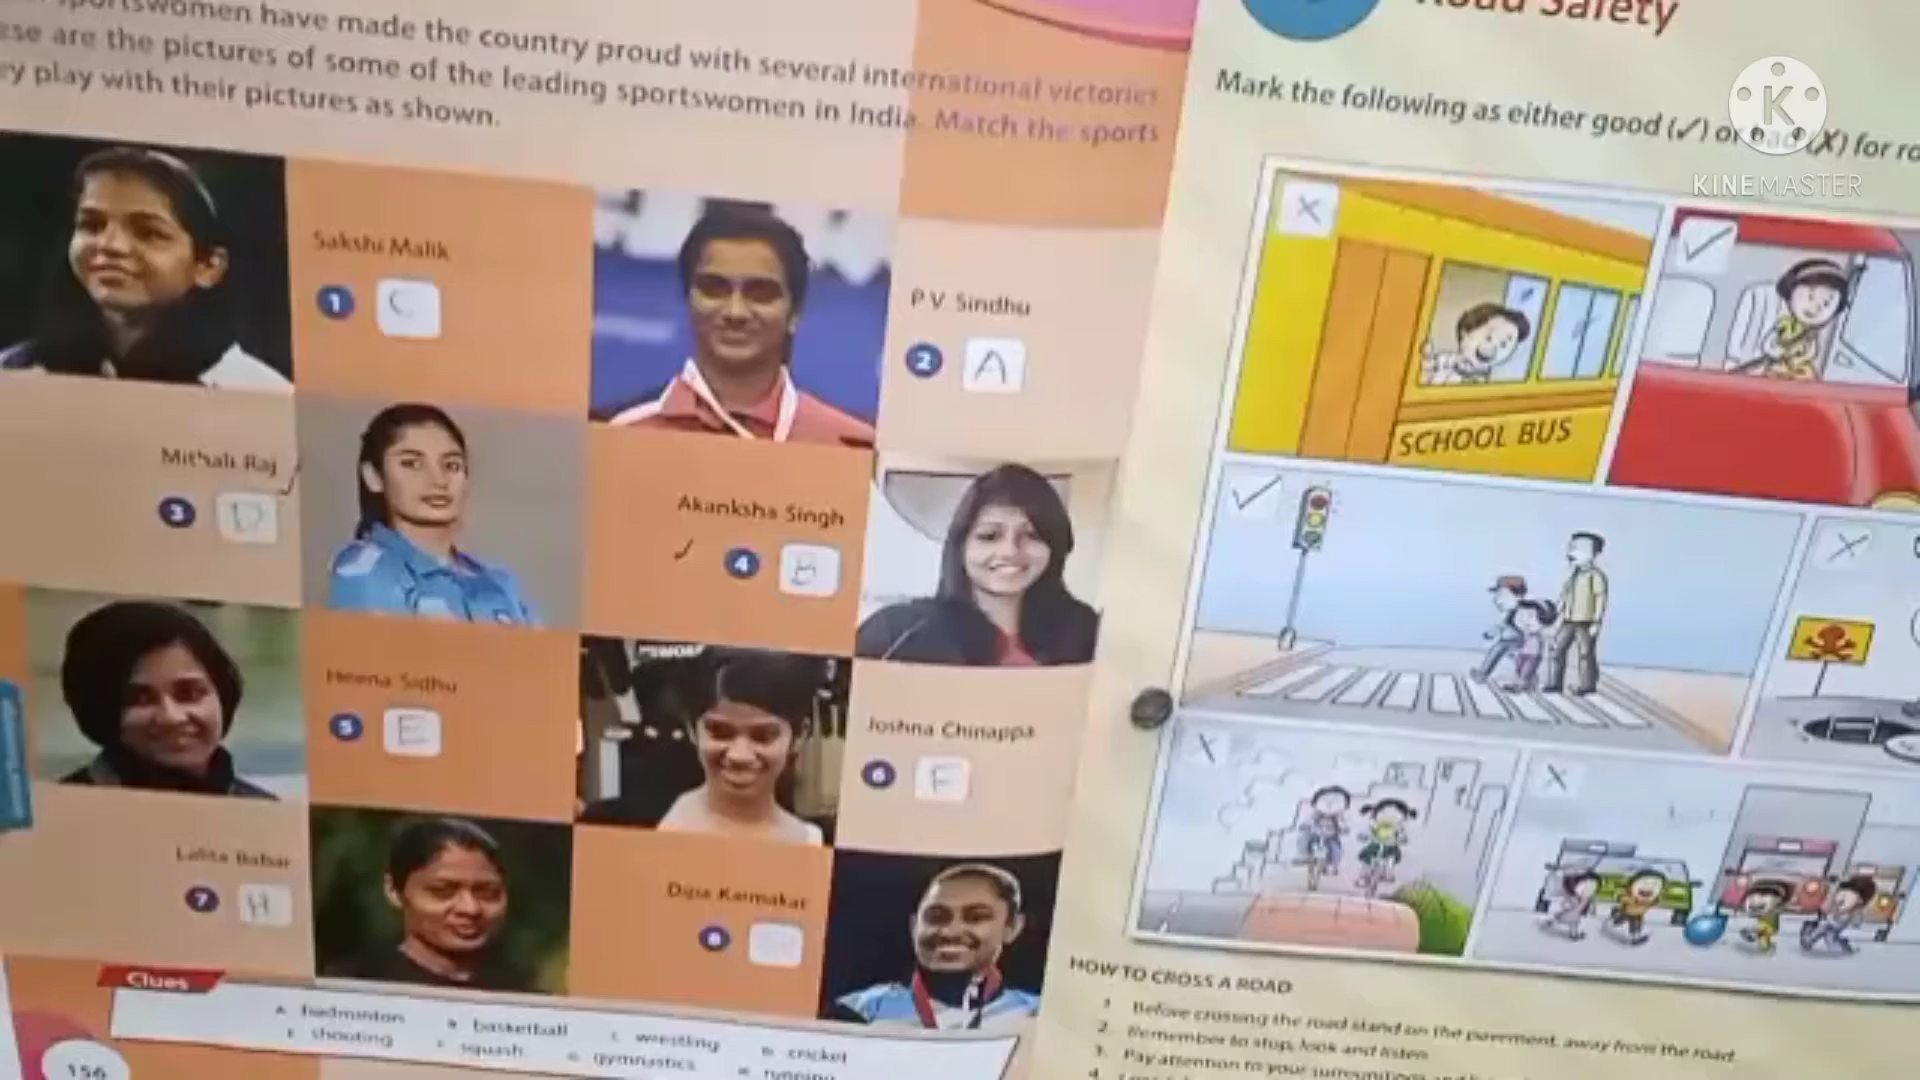 sportswomen have made the country proud with several international victories
are the pictures of some of the leading sportswomen in India. Match the sports
play with their pictures as shown.
Sakshi Malik
1 C
P.V. Sindhu
2 A
Mithali Raj
3 D
Akanksha Singh
4 B
Heena Sidhu
5 E
Joshna Chinappa
6 F
Lalita Babar
7 H
Dipa Karmakar
8
Clues
A. badminton B. basketball C. wrestling D. cricket
E. shooting F. squash G. gymnastics H. running
156
Road Safety
Mark the following as either good (✓) or bad (✗) for
KINEMASTER
SCHOOL BUS
HOW TO CROSS A ROAD
1. Before crossing the road stand on the pavement, away from the road.
2. Remember to stop, look and listen.
3. Pay attention to your surroundings
4.